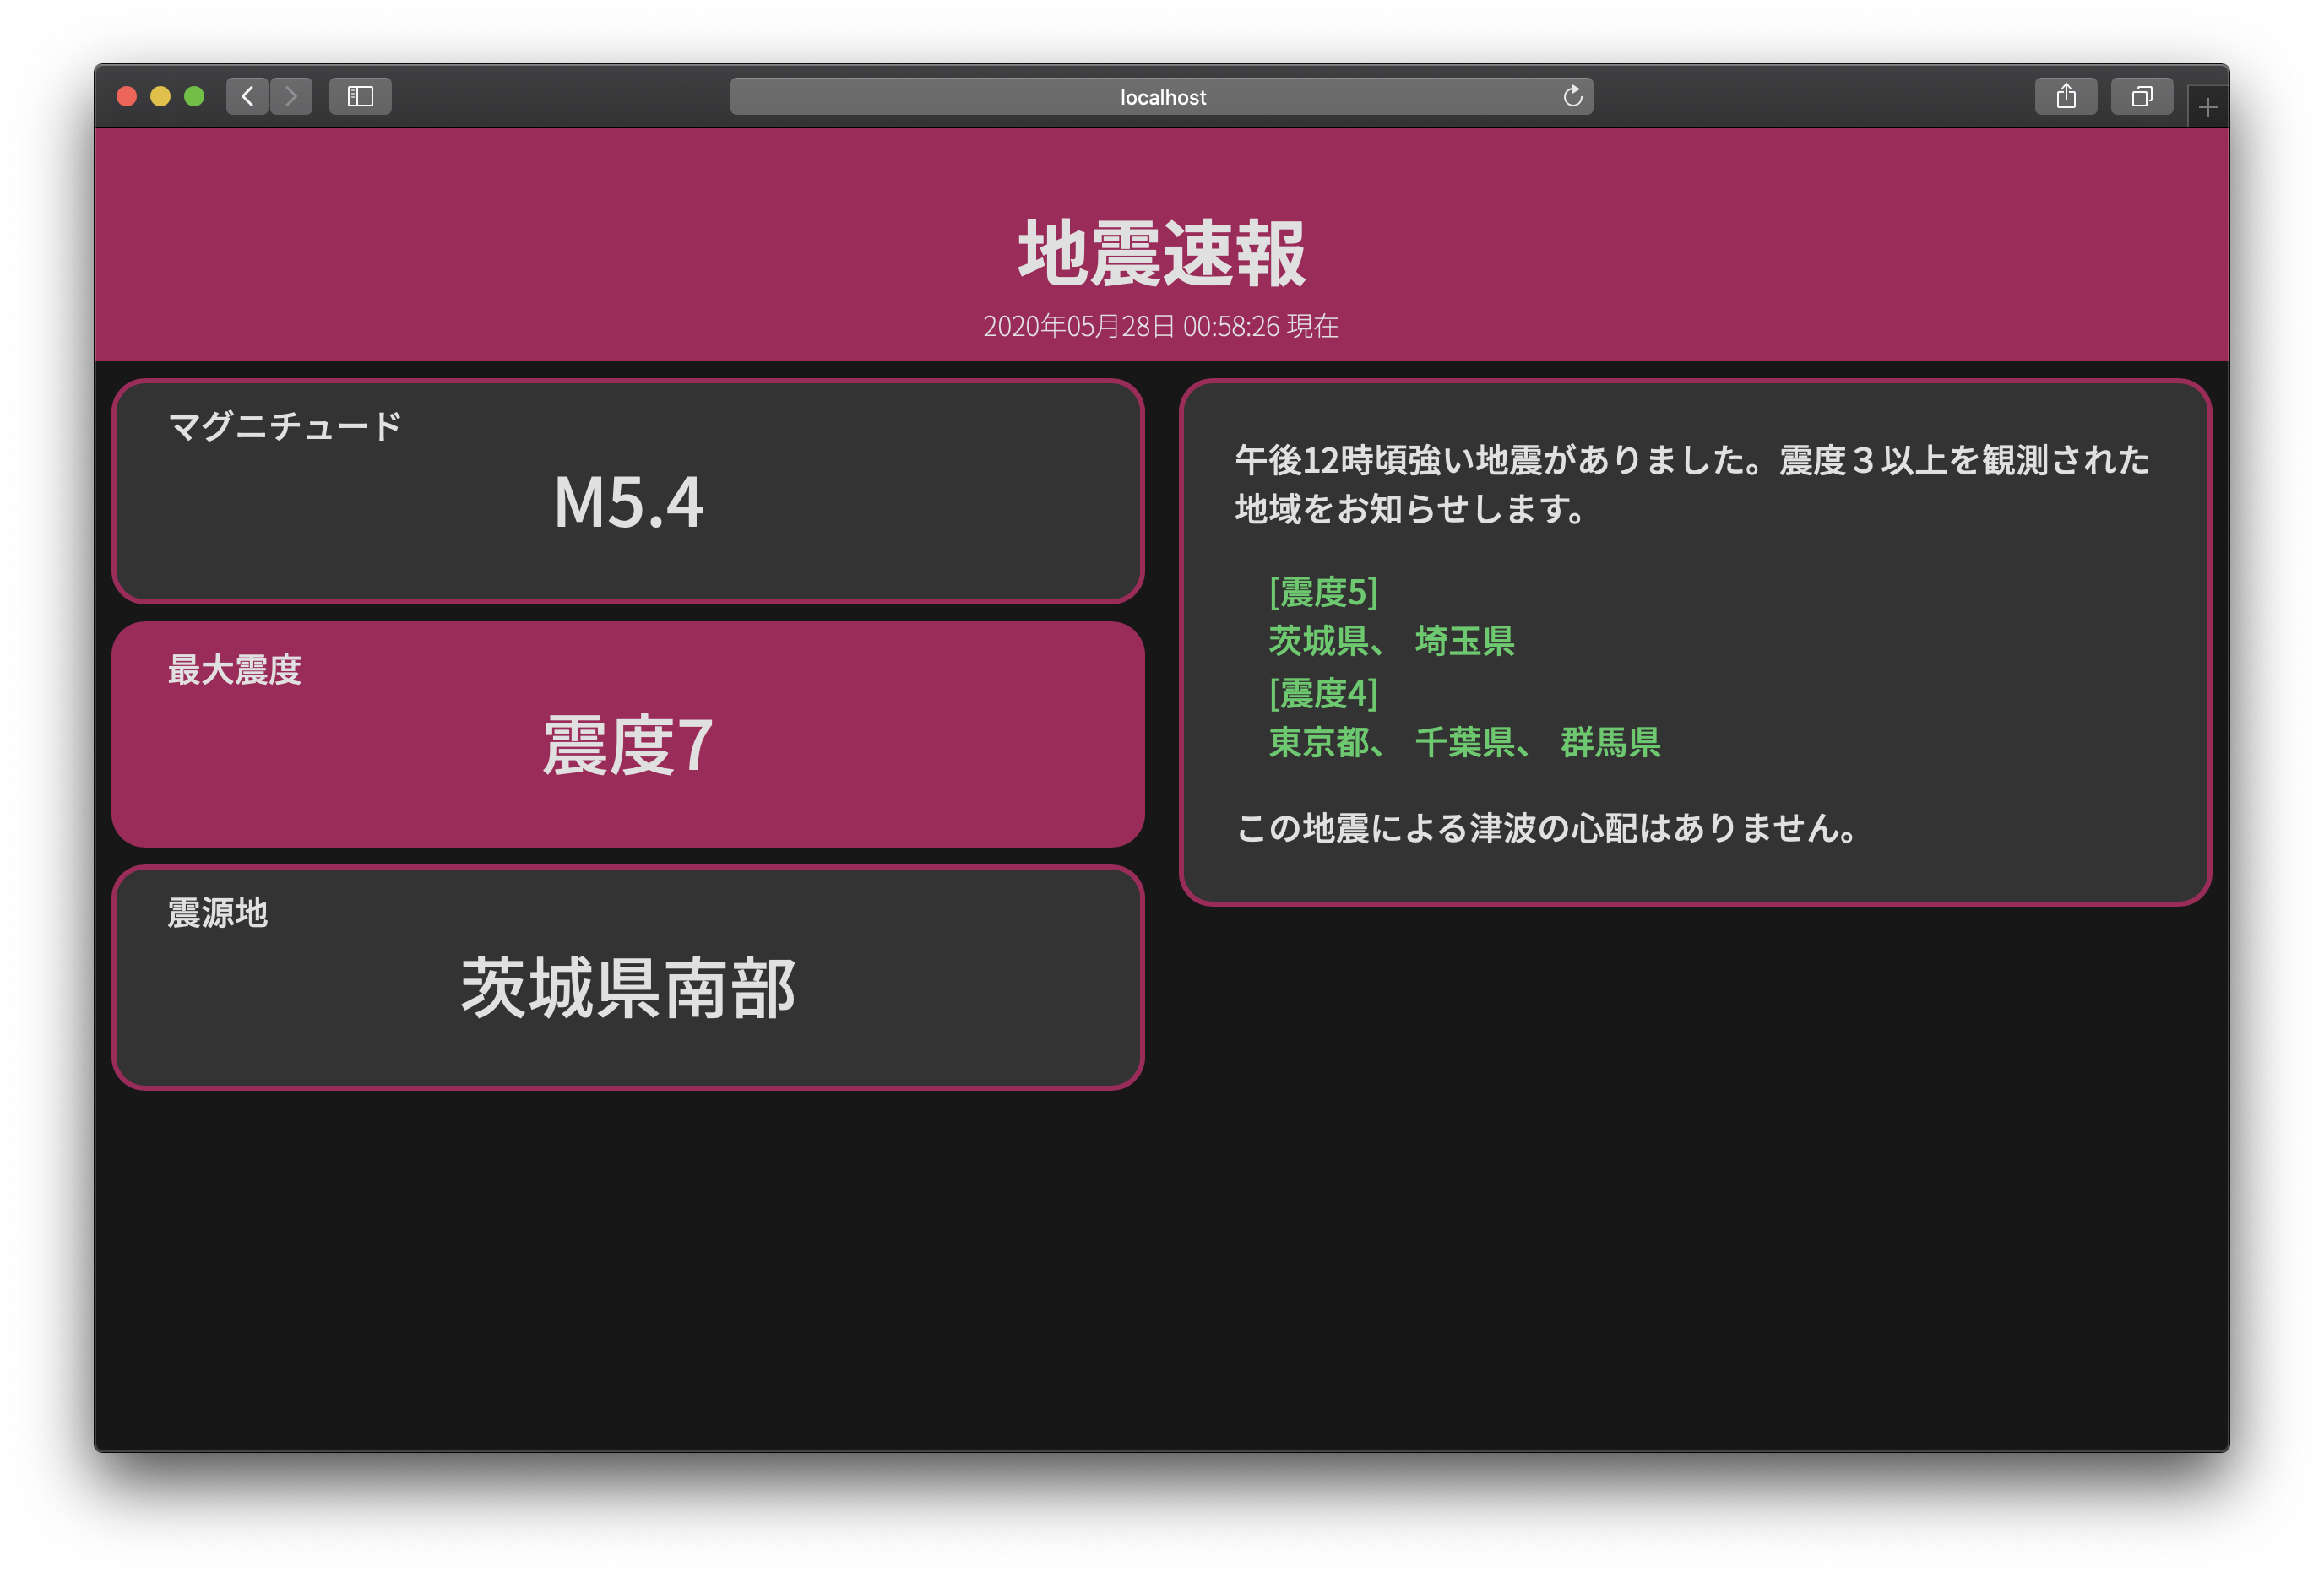 localhost
地震速報
2020年05月28日 00:58:26 現在
マグニチュード
M5.4
最大震度
震度7
震源地
茨城県南部
午後12時頃強い地震がありました。震度３以上を観測された
地域をお知らせします。
[震度5]
茨城県、 埼玉県
[震度4]
東京都、 千葉県、 群馬県
この地震による津波の心配はありません。